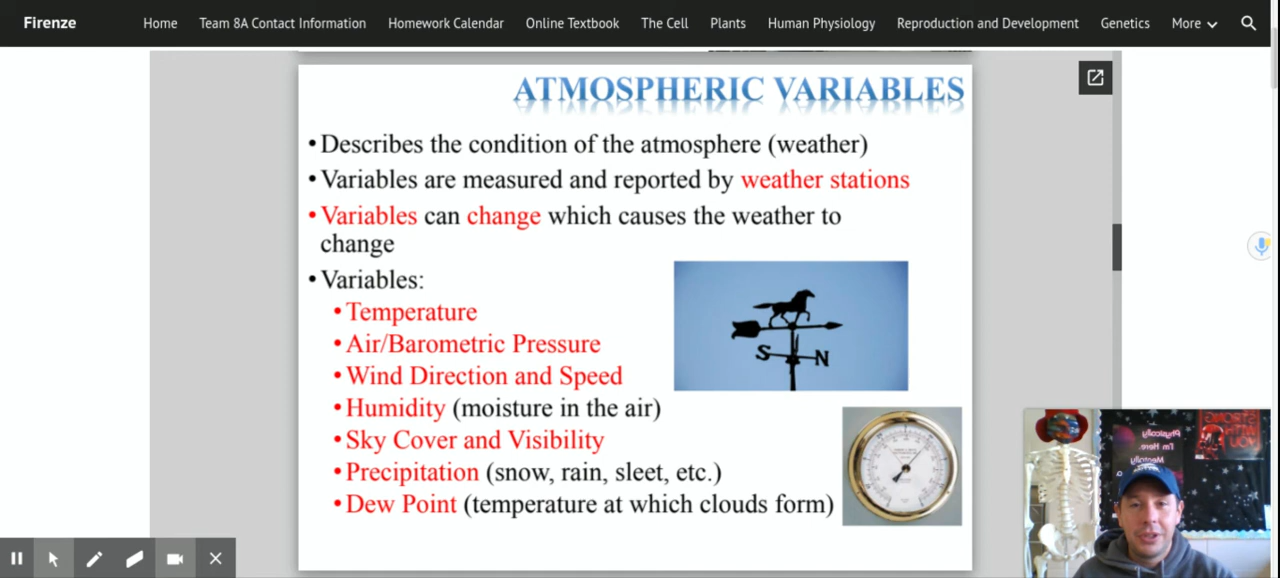 Firenze
Home
Team 8A Contact Information
Homework Calendar
Online Textbook
The Cell
Plants
Human Physiology
Reproduction and Development
Genetics
More
ATMOSPHERIC VARIABLES
•Describes the condition of the atmosphere (weather)
•Variables are measured and reported by weather stations
•Variables can change which causes the weather to
change
•Variables:
•Temperature
•Air/Barometric Pressure
•Wind Direction and Speed
•Humidity (moisture in the air)
•Sky Cover and Visibility
•Precipitation (snow, rain, sleet, etc.)
•Dew Point (temperature at which clouds form)
S N
Physically
I'm Here
Mentally